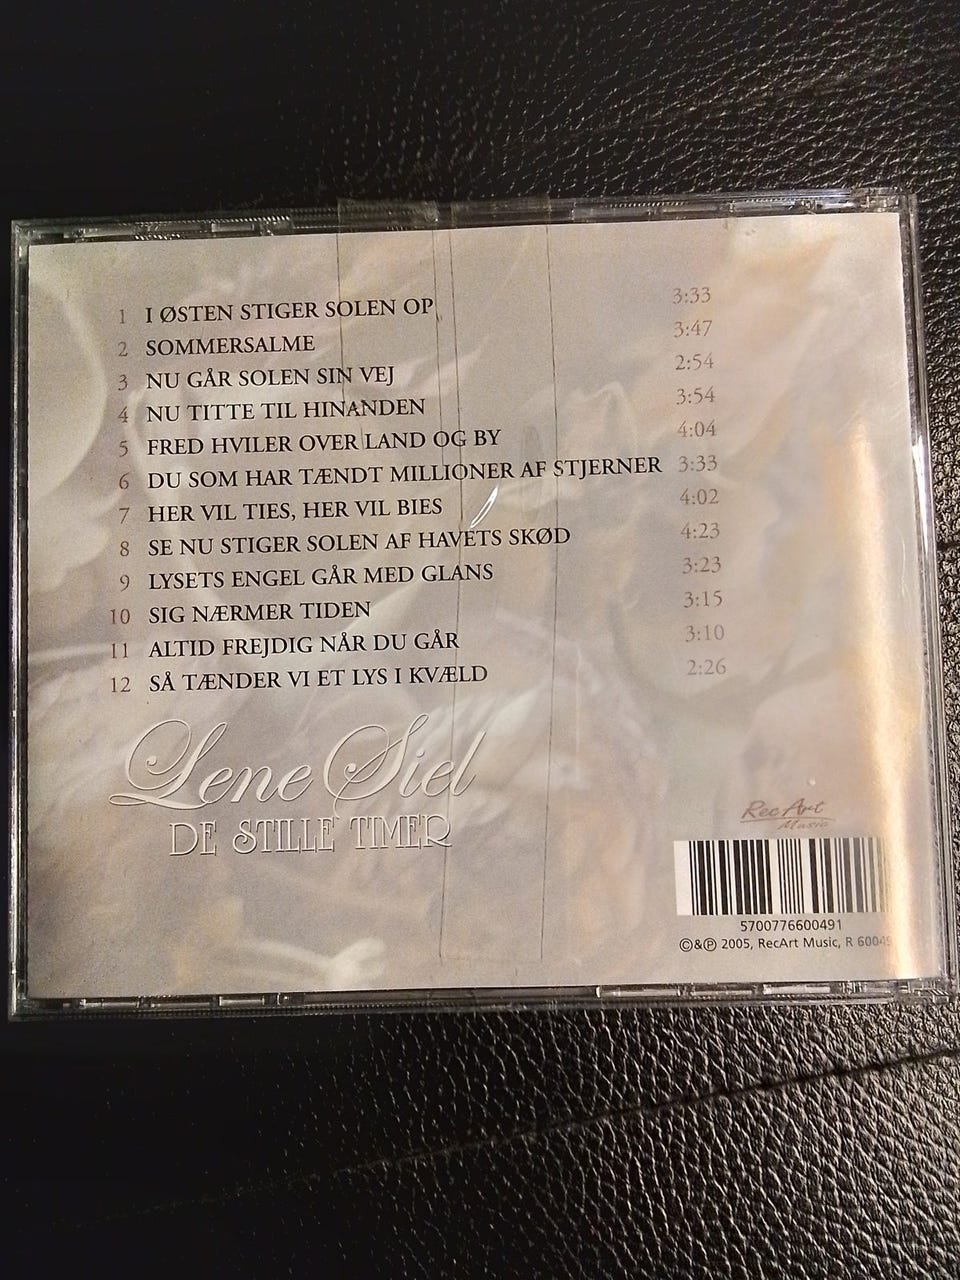 1 I ØSTEN STIGER SOLEN OP 3:33
2 SOMMERSALME 3:47
3 NU GÅR SOLEN SIN VEJ 2:54
4 NU TITTE TIL HINANDEN 3:54
5 FRED HVILER OVER LAND OG BY 4:04
6 DU SOM HAR TÆNDT MILLIONER AF STJERNER 3:33
7 HER VIL TIES, HER VIL BIES 4:02
8 SE NU STIGER SOLEN AF HAVETS SKØD 4:23
9 LYSETS ENGEL GÅR MED GLANS 3:23
10 SIG NÆRMER TIDEN 3:15
11 ALTID FREJDIG NÅR DU GÅR 3:10
12 SÅ TÆNDER VI ET LYS I KVÆLD 2:26
Lene Siel
DE STILLE TIMER
RecArt
Music
5700776600491
©&℗ 2005, RecArt Music, R 60049